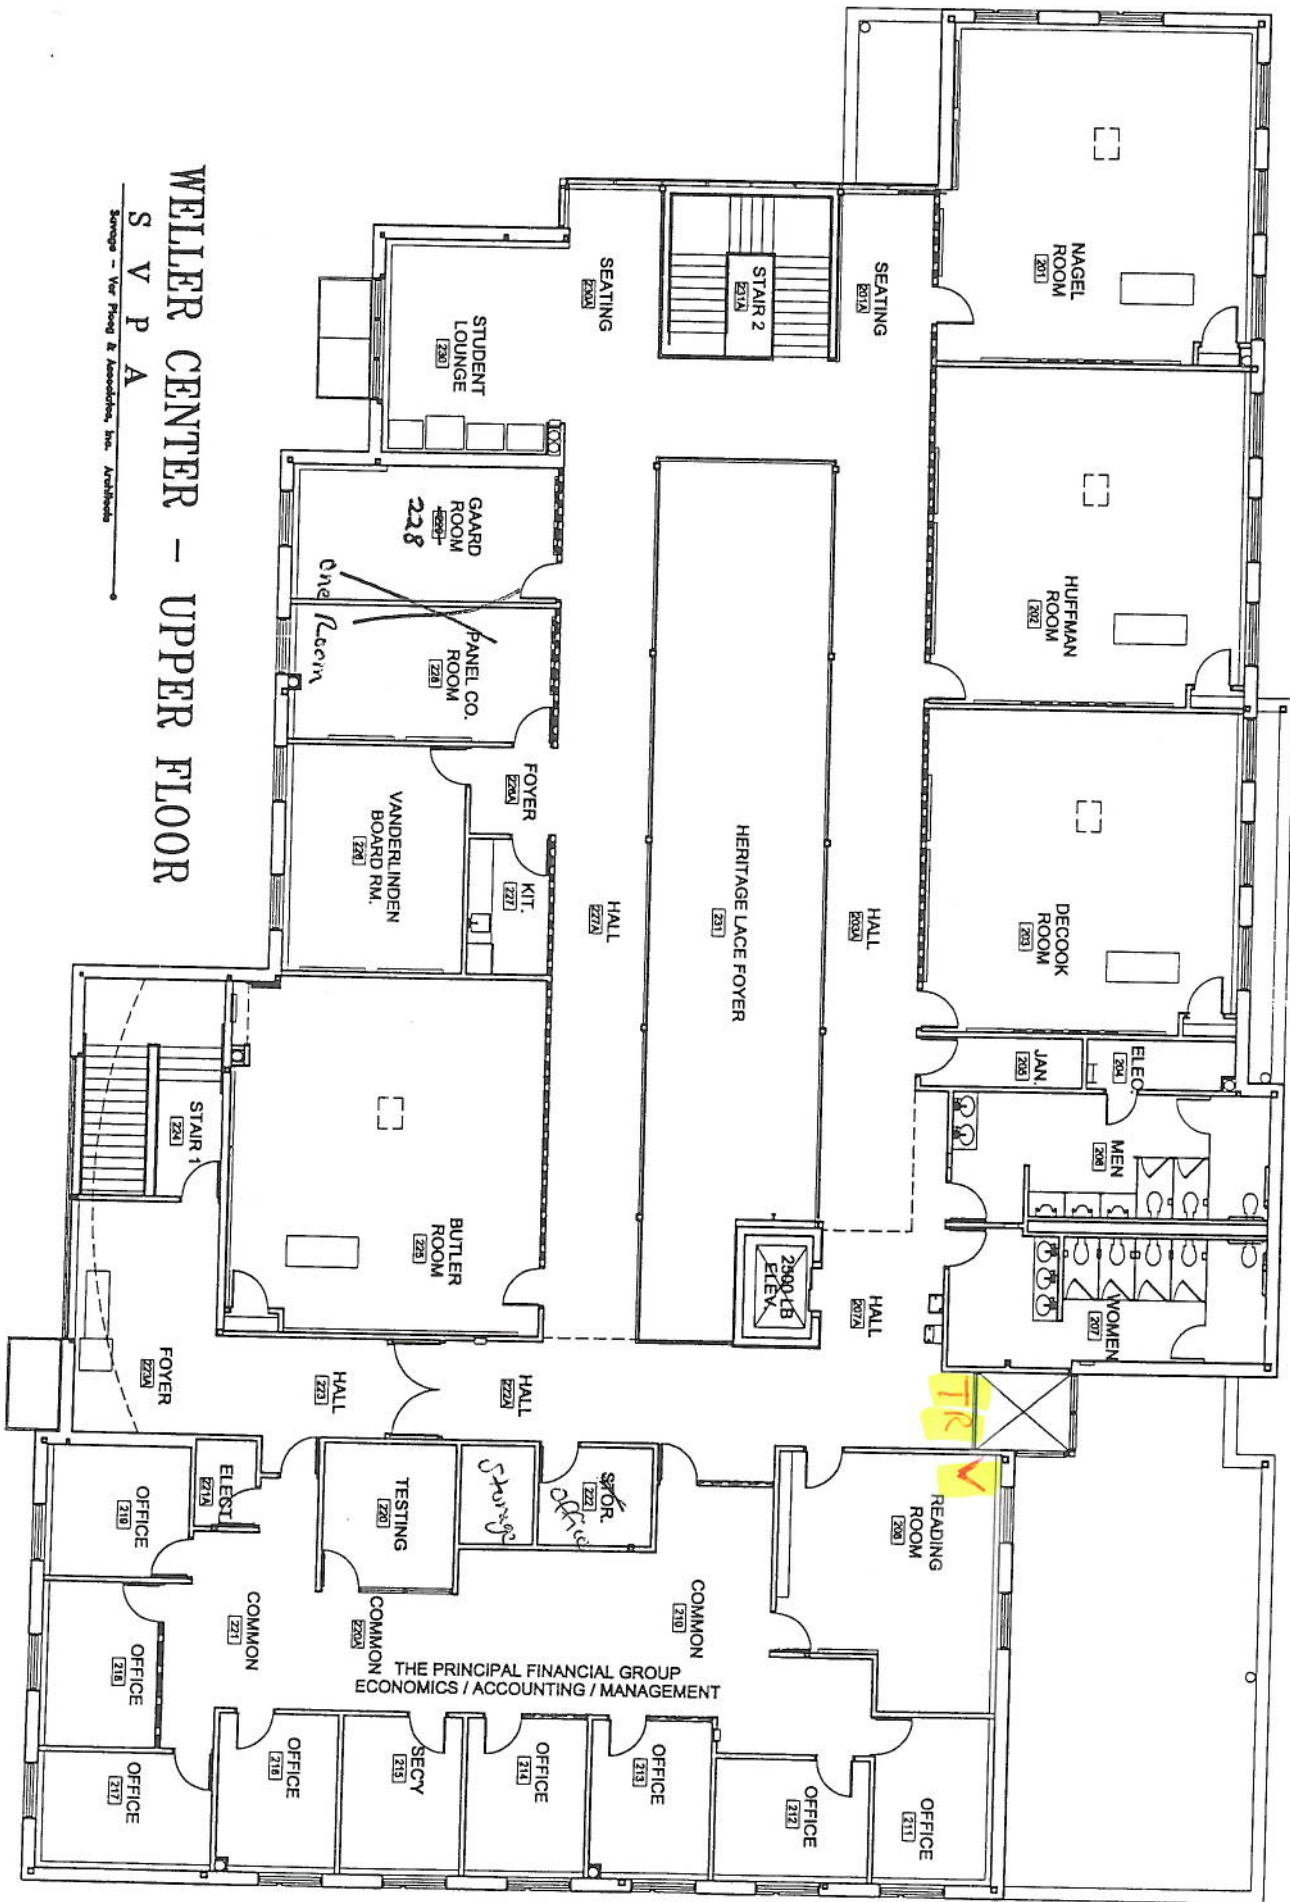 NAGEL
ROOM
201
HUFFMAN
ROOM
202
DECOOK
ROOM
203
ELEC.
204
JAN.
205
MEN
206
WOMEN
207
SEATING
201A
STAIR 2
231A
SEATING
230A
STUDENT
LOUNGE
230
HALL
203A
HERITAGE LACE FOYER
231
2500 LB
ELEV.
HALL
207A
GAARD
ROOM
229
228
One Room
PANEL CO.
ROOM
228
FOYER
226A
VANDERLINDEN
BOARD RM.
226
KIT.
227
HALL
227A
BUTLER
ROOM
225
STAIR 1
224
FOYER
223A
HALL
223
HALL
222A
TR
✓
READING
ROOM
208
STOR.
222
office
Storage
TESTING
220
ELECT
221A
OFFICE
219
OFFICE
218
OFFICE
217
COMMON
221
COMMON
220A
COMMON
210
THE PRINCIPAL FINANCIAL GROUP
ECONOMICS / ACCOUNTING / MANAGEMENT
OFFICE
216
SEC'Y
215
OFFICE
214
OFFICE
213
OFFICE
212
OFFICE
211
WELLER CENTER - UPPER FLOOR
S V P A
Savage - Ver Ploeg & Associates, Inc. Architects